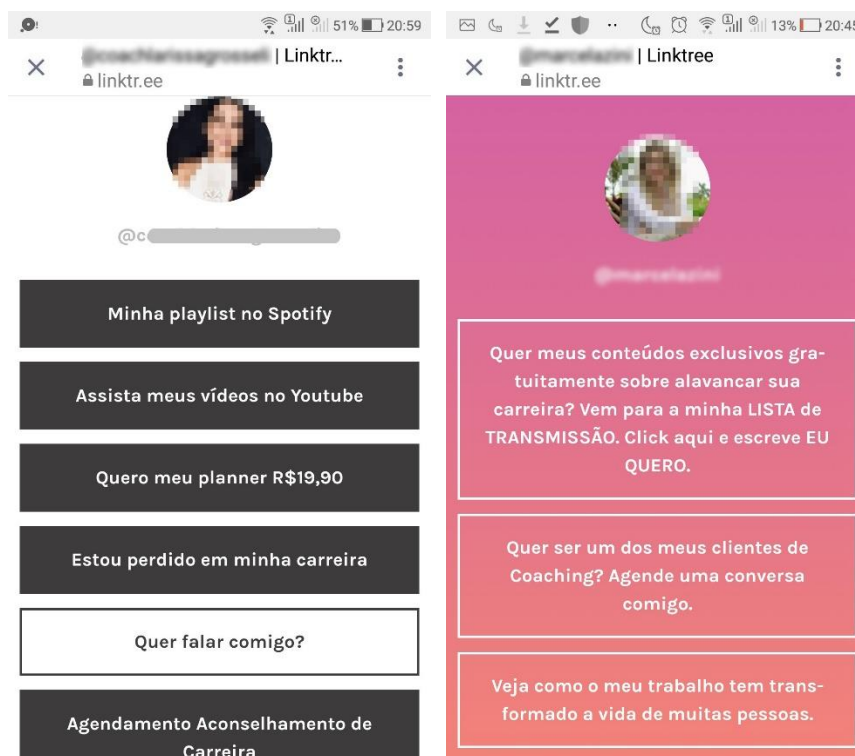 51% 20:59
| Linktr...
linktr.ee
@c
Minha playlist no Spotify
Assista meus vídeos no Youtube
Quero meu planner R$19,90
Estou perdido em minha carreira
Quer falar comigo?
Agendamento Aconselhamento de
Carreira
13% 20:45
| Linktree
linktr.ee
Quer meus conteúdos exclusivos gra-
tuitamente sobre alavancar sua
carreira? Vem para a minha LISTA de
TRANSMISSÃO. Click aqui e escreve EU
QUERO.
Quer ser um dos meus clientes de
Coaching? Agende uma conversa
comigo.
Veja como o meu trabalho tem trans-
formado a vida de muitas pessoas.